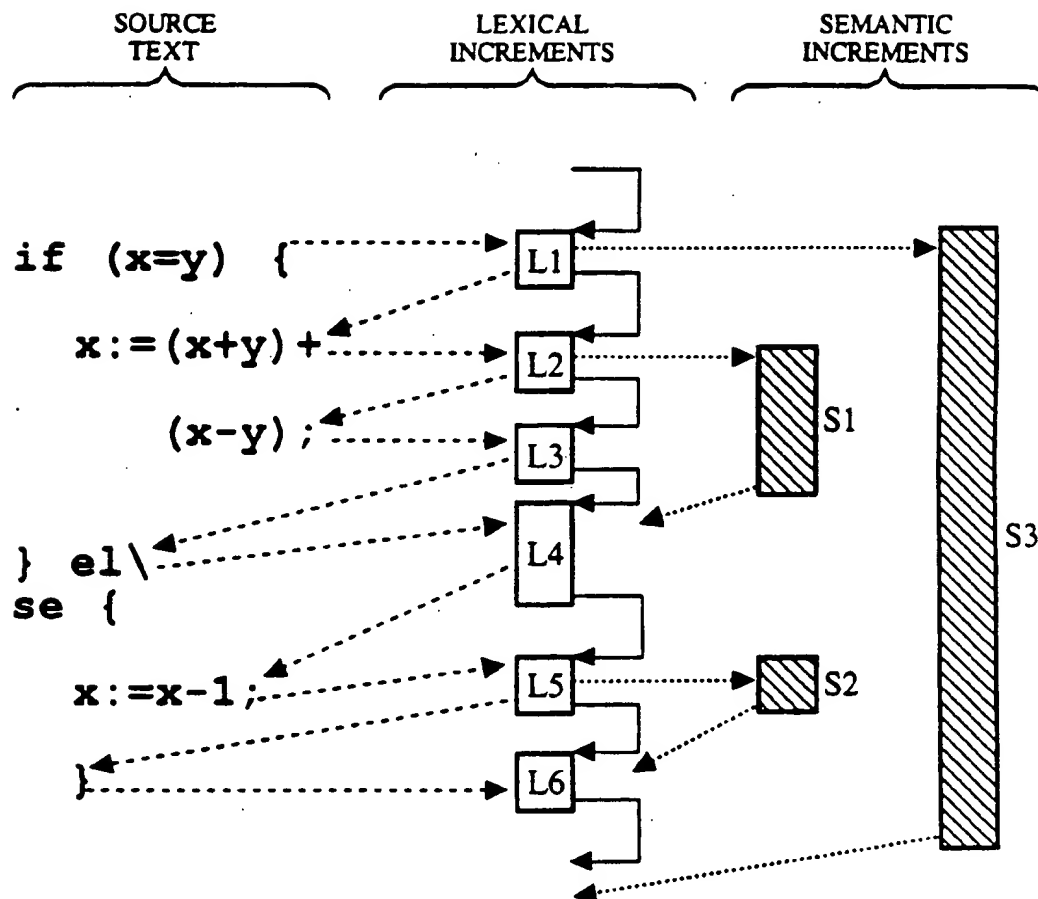 SOURCE TEXT
LEXICAL INCREMENTS
SEMANTIC INCREMENTS
if (x=y) {
L1
x:=(x+y)+
L2
S1
(x-y);
L3
} el\
L4
S3
se {
x:=x-1;
L5
S2
}
L6